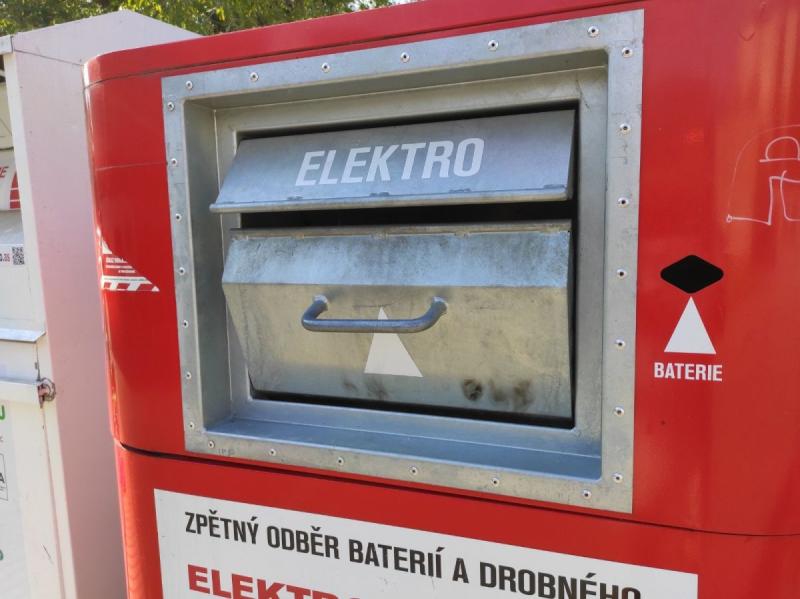 ELEKTRO
BATERIE
ZPĚTNÝ ODBĚR BATERIÍ A DROBNÉHO